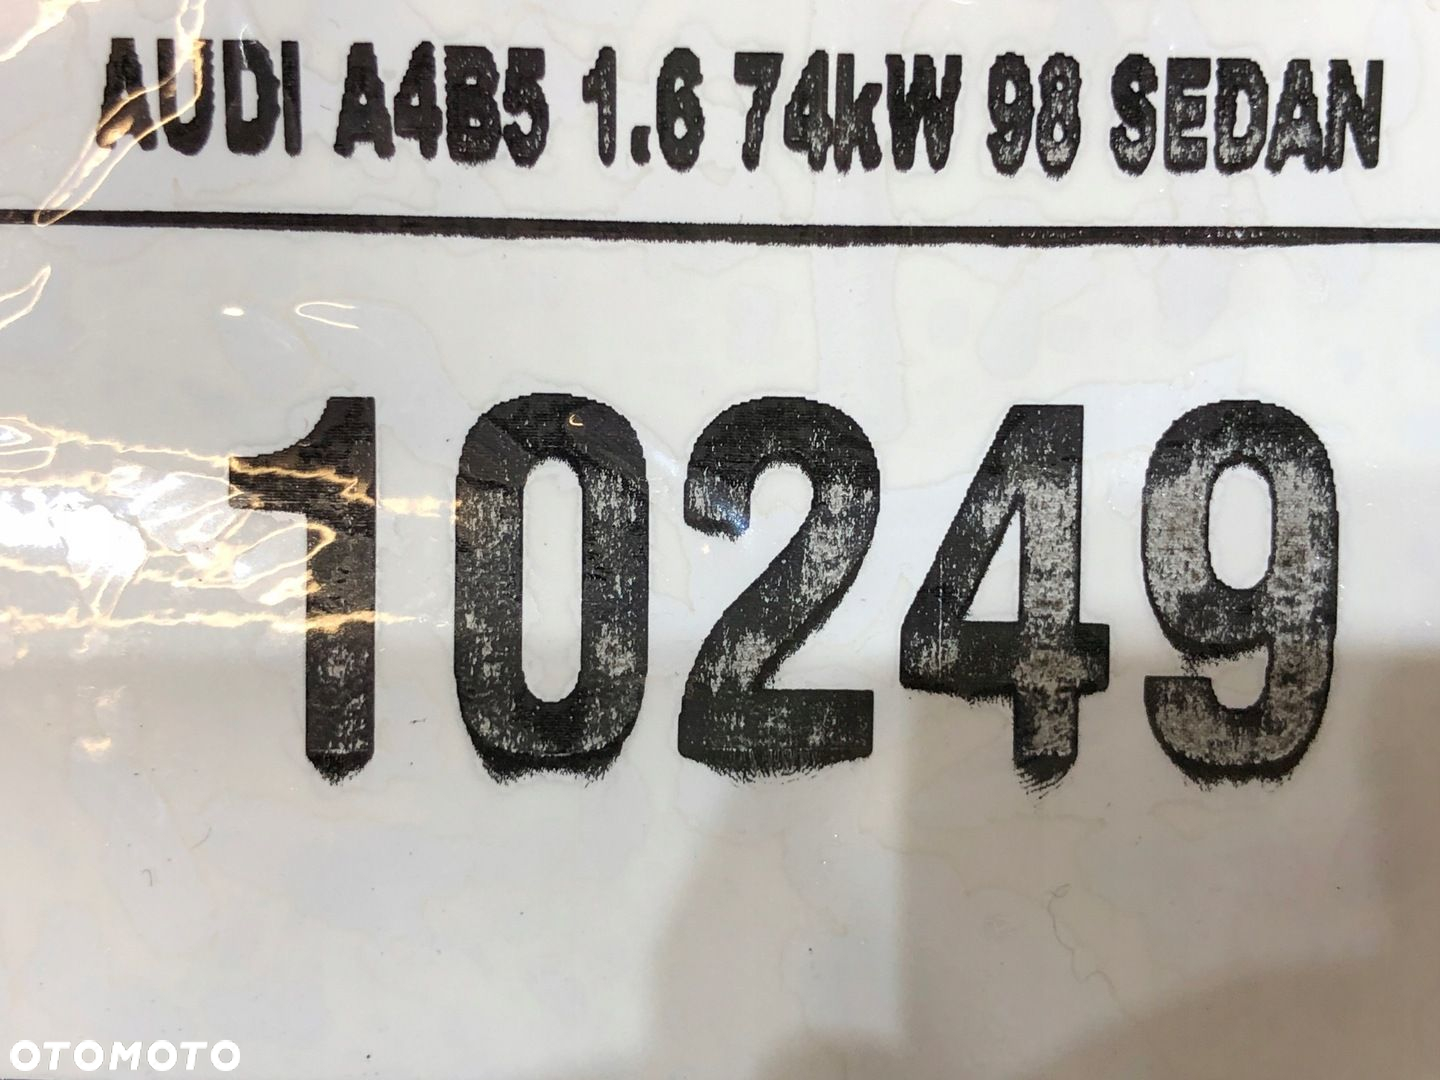 AUDI A4B5 1.6 74kW 98 SEDAN
10249
OTOMOTO